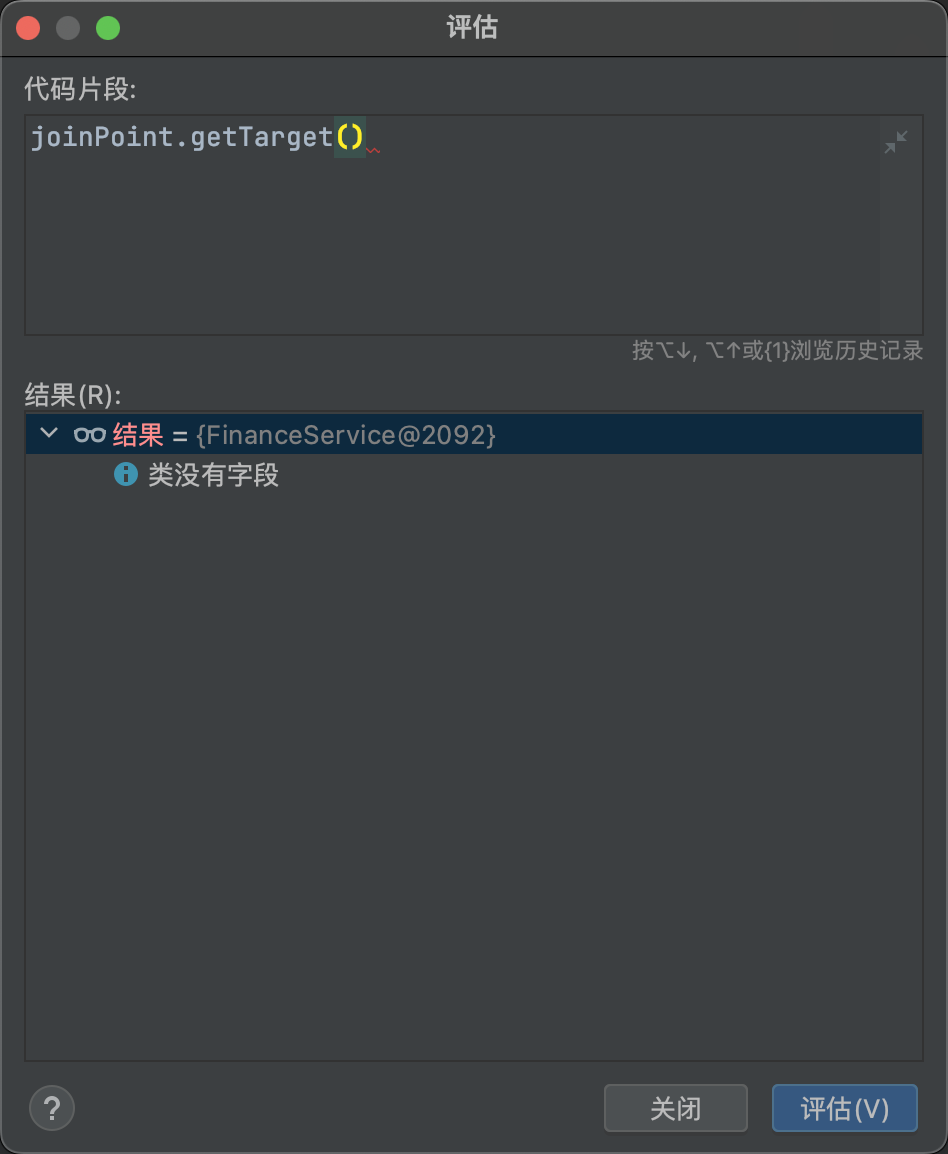 评估
代码片段:
joinPoint.getTarget()
按⌥↓, ⌥↑或{1}浏览历史记录
结果(R):
结果 = {FinanceService@2092}
类没有字段
?
关闭
评估(V)